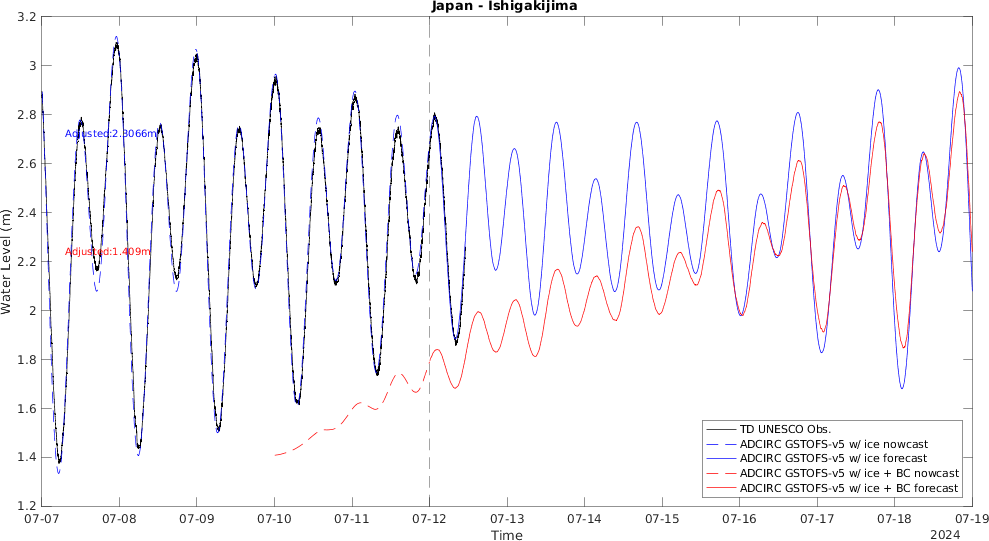 Japan - Ishigakijima
3.2
3
2.8
2.6
2.4
2.2
2
1.8
1.6
1.4
1.2
Water Level (m)
Adjusted:2.3066m
Adjusted:1.409m
TD UNESCO Obs.
ADCIRC GSTOFS-v5 w/ ice nowcast
ADCIRC GSTOFS-v5 w/ ice forecast
ADCIRC GSTOFS-v5 w/ ice + BC nowcast
ADCIRC GSTOFS-v5 w/ ice + BC forecast
07-07 07-08 07-09 07-10 07-11 07-12 07-13 07-14 07-15 07-16 07-17 07-18 07-19
Time
2024